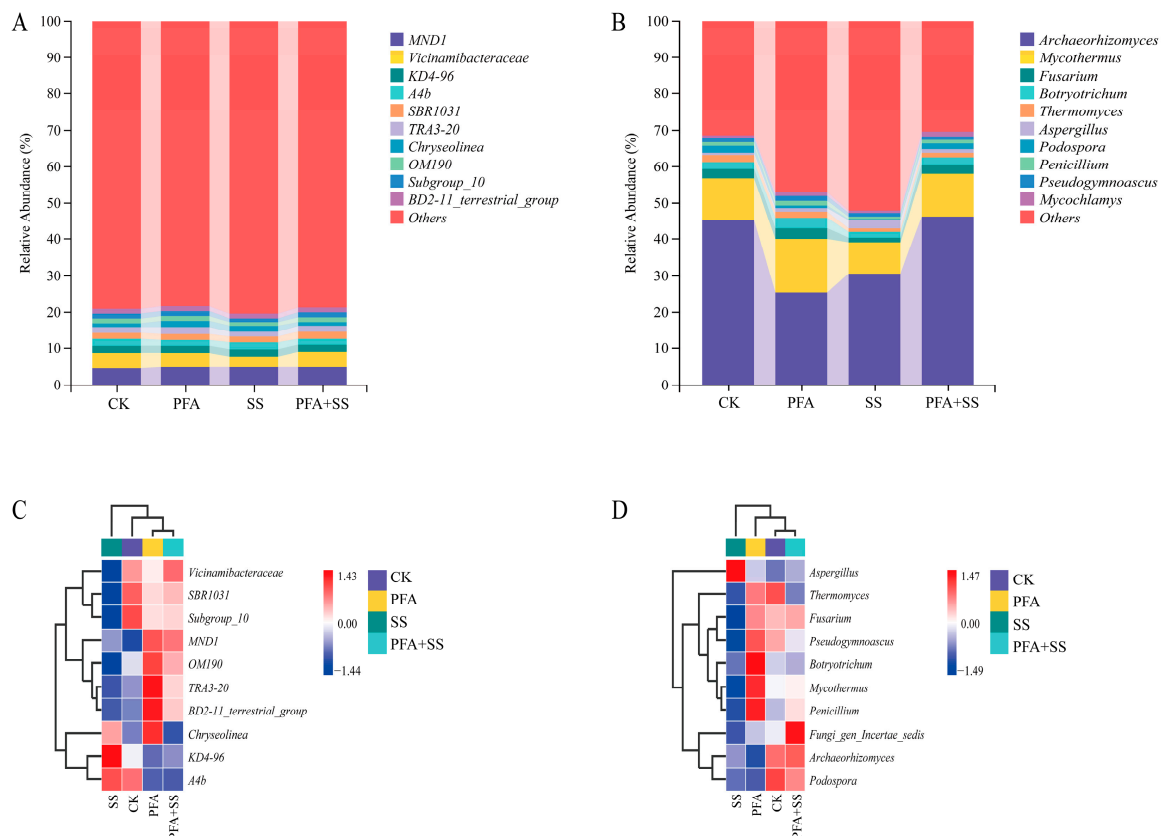 A
Relative Abundance (%)
100
90
80
70
60
50
40
30
20
10
0
CK PFA SS PFA+SS
MND1
Vicinamibacteraceae
KD4-96
A4b
SBR1031
TRA3-20
Chryseolinea
OM190
Subgroup_10
BD2-11_terrestrial_group
Others
B
Relative Abundance (%)
100
90
80
70
60
50
40
30
20
10
0
CK PFA SS PFA+SS
Archaeorhizomyces
Mycothermus
Fusarium
Botryotrichum
Thermomyces
Aspergillus
Podospora
Penicillium
Pseudogymnoascus
Mycochlamys
Others
C
Vicinamibacteraceae
SBR1031
Subgroup_10
MND1
OM190
TRA3-20
BD2-11_terrestrial_group
Chryseolinea
KD4-96
A4b
SS CK PFA PFA+SS
1.43
0.00
−1.44
CK
PFA
SS
PFA+SS
D
Aspergillus
Thermomyces
Fusarium
Pseudogymnoascus
Botryotrichum
Mycothermus
Penicillium
Fungi_gen_Incertae_sedis
Archaeorhizomyces
Podospora
SS PFA CK PFA+SS
1.47
0.00
−1.49
CK
PFA
SS
PFA+SS